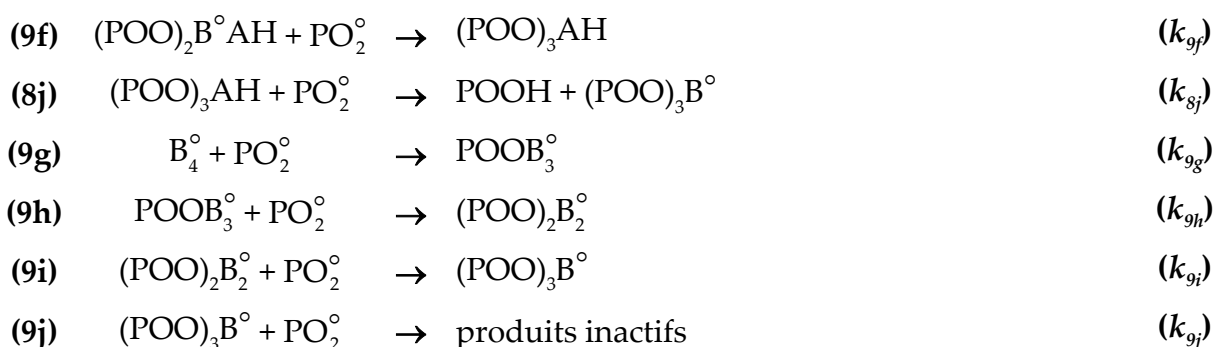 (9f) (POO)₂B°AH + PO₂° → (POO)₃AH (k₉f)
(8j) (POO)₃AH + PO₂° → POOH + (POO)₃B° (k₈j)
(9g) B₄° + PO₂° → POOB₃° (k₉g)
(9h) POOB₃° + PO₂° → (POO)₂B₂° (k₉h)
(9i) (POO)₂B₂° + PO₂° → (POO)₃B° (k₉i)
(9j) (POO)₃B° + PO₂° → produits inactifs (k₉j)